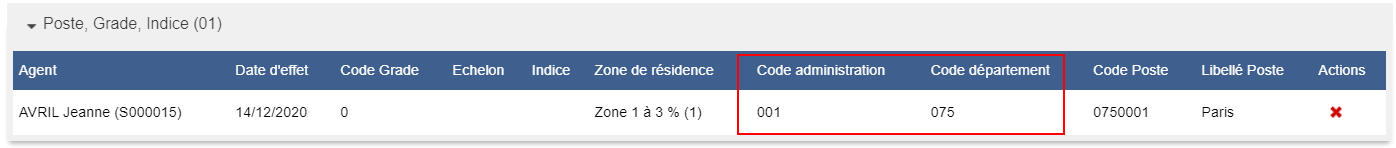 Poste, Grade, Indice (01)
Agent Date d'effet Code Grade Echelon Indice Zone de résidence Code administration Code département Code Poste Libellé Poste Actions
AVRIL Jeanne (S000015) 14/12/2020 0 Zone 1 à 3 % (1) 001 075 0750001 Paris